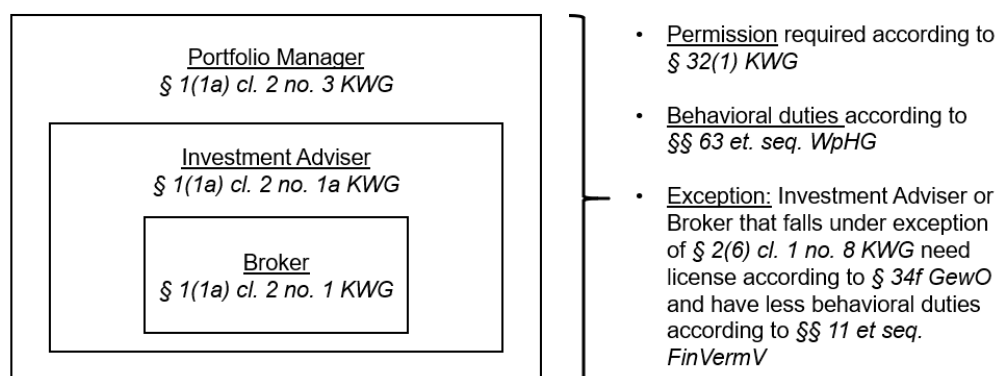 Portfolio Manager
§ 1(1a) cl. 2 no. 3 KWG
Investment Adviser
§ 1(1a) cl. 2 no. 1a KWG
Broker
§ 1(1a) cl. 2 no. 1 KWG
• Permission required according to
§ 32(1) KWG
• Behavioral duties according to
§§ 63 et. seq. WpHG
• Exception: Investment Adviser or
Broker that falls under exception
of § 2(6) cl. 1 no. 8 KWG need
license according to § 34f GewO
and have less behavioral duties
according to §§ 11 et seq.
FinVermV